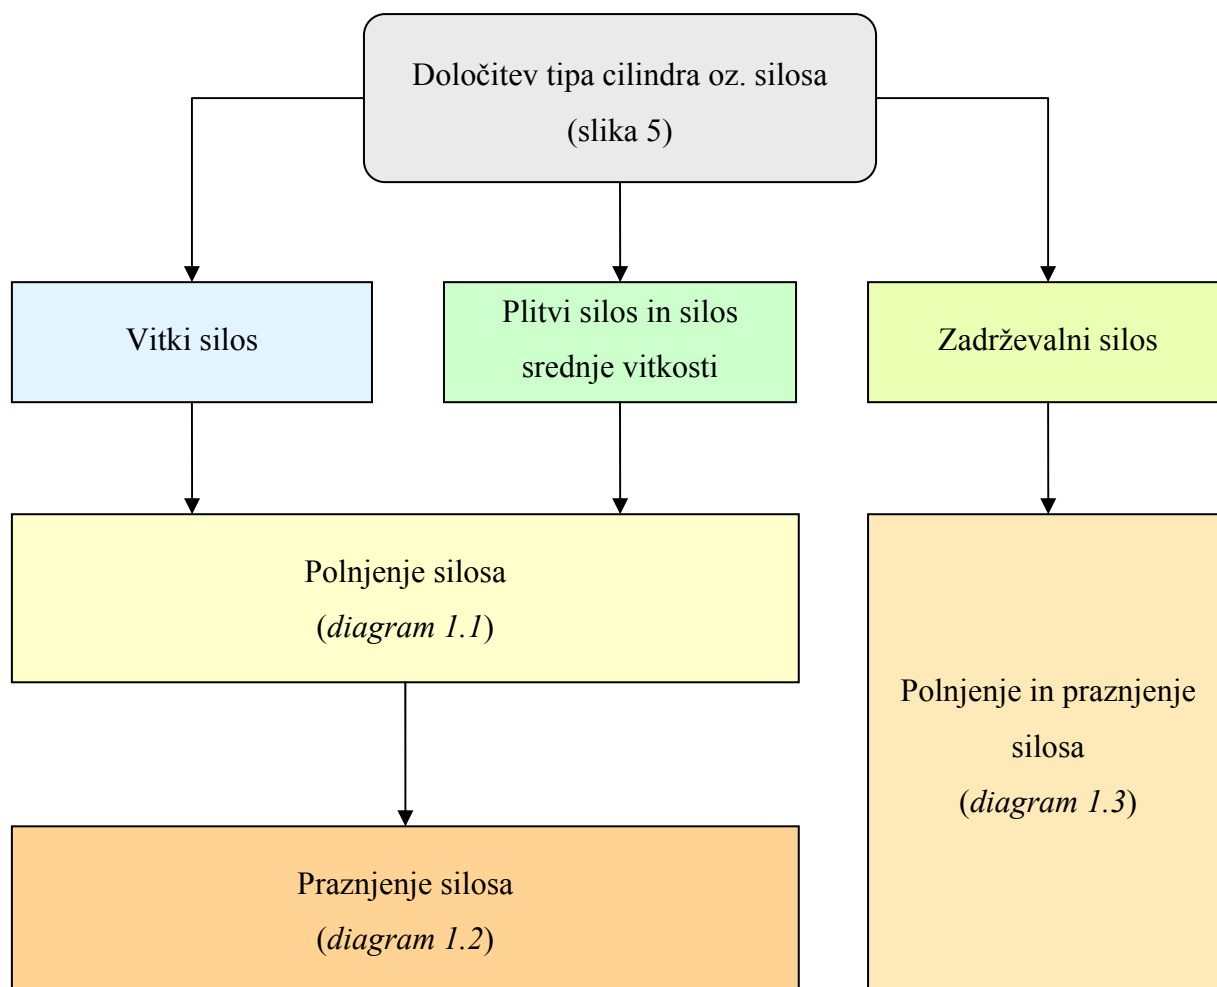 Določitev tipa cilindra oz. silosa
(slika 5)
Vitki silos
Plitvi silos in silos
srednje vitkosti
Zadrževalni silos
Polnjenje silosa
(diagram 1.1)
Polnjenje in praznjenje
silosa
(diagram 1.3)
Praznjenje silosa
(diagram 1.2)